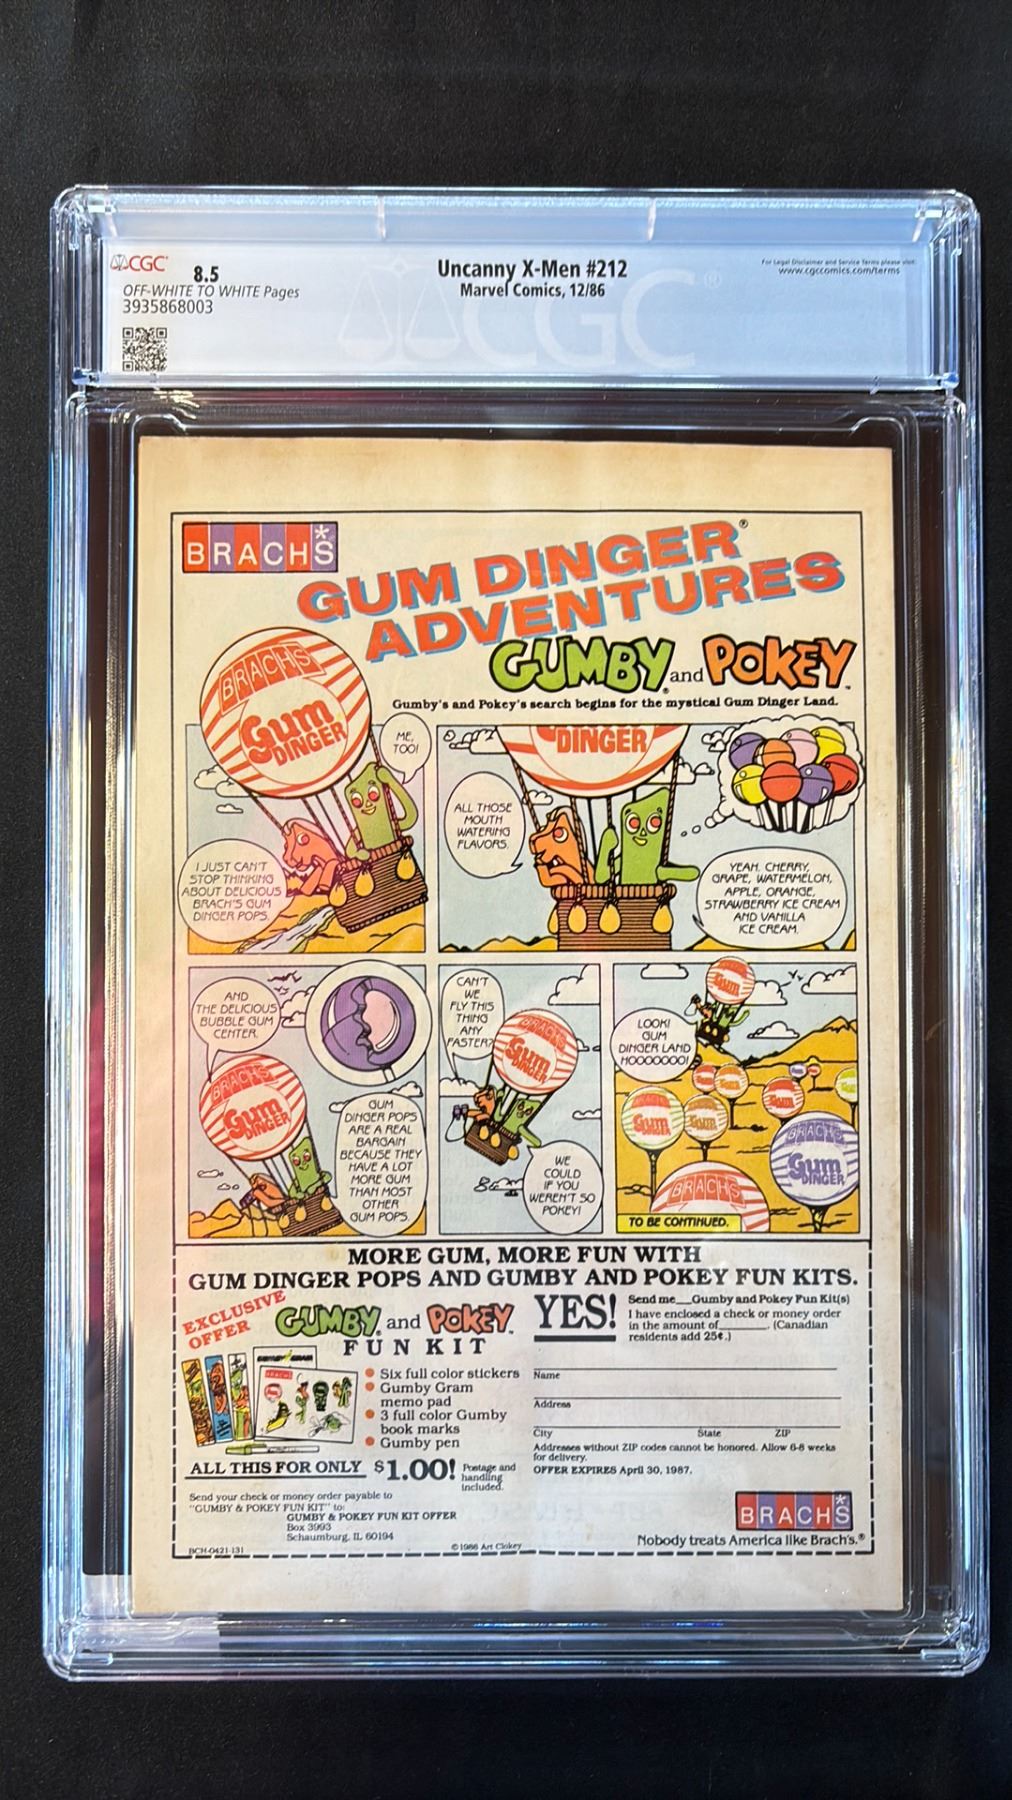 CGC
8.5
OFF-WHITE TO WHITE Pages
3935868003
Uncanny X-Men #212
Marvel Comics, 12/86
For Legal Disclaimer and Service Terms please visit:
www.cgccomics.com/terms
CGC®
BRACH'S
GUM DINGER®
ADVENTURES
GUMBY® and POKEY™
Gumby's and Pokey's search begins for the mystical Gum Dinger Land.
BRACHS
Gum
DINGER
ME,
TOO!
I JUST CAN'T
STOP THINKING
ABOUT DELICIOUS
BRACH'S GUM
DINGER POPS.
DINGER
ALL THOSE
MOUTH
WATERING
FLAVORS.
YEAH. CHERRY,
GRAPE, WATERMELON,
APPLE, ORANGE,
STRAWBERRY ICE CREAM
AND VANILLA
ICE CREAM.
AND
THE DELICIOUS
BUBBLE GUM
CENTER.
BRACHS
Gum
DINGER
GUM
DINGER POPS
ARE A REAL
BARGAIN
BECAUSE THEY
HAVE A LOT
MORE GUM
THAN MOST
OTHER
GUM POPS.
CAN'T
WE
FLY THIS
THING
ANY
FASTER?
BRACHS
Gum
DINGER
WE
COULD
IF YOU
WEREN'T SO
POKEY!
LOOK!
GUM
DINGER LAND
HOOOOOOO!
BRACHS
Gum
DINGER
BRACHS
Gum
DINGER
BRACHS
TO BE CONTINUED.
MORE GUM, MORE FUN WITH
GUM DINGER POPS AND GUMBY AND POKEY FUN KITS.
EXCLUSIVE
OFFER
GUMBY® and POKEY™
FUN KIT
Six full color stickers
Gumby Gram
memo pad
3 full color Gumby
book marks
Gumby pen
ALL THIS FOR ONLY $1.00! Postage and
handling
included.
Send your check or money order payable to
"GUMBY & POKEY FUN KIT" to:
GUMBY & POKEY FUN KIT OFFER
Box 3993
Schaumburg, IL 60194
BCH-0421-131
©1986 Art Clokey
YES!
Send me___Gumby and Pokey Fun Kit(s)
I have enclosed a check or money order
in the amount of________. (Canadian
residents add 25¢.)
Name
Address
City State ZIP
Addresses without ZIP codes cannot be honored. Allow 6-8 weeks
for delivery.
OFFER EXPIRES April 30, 1987.
BRACH'S
Nobody treats America like Brach's.®